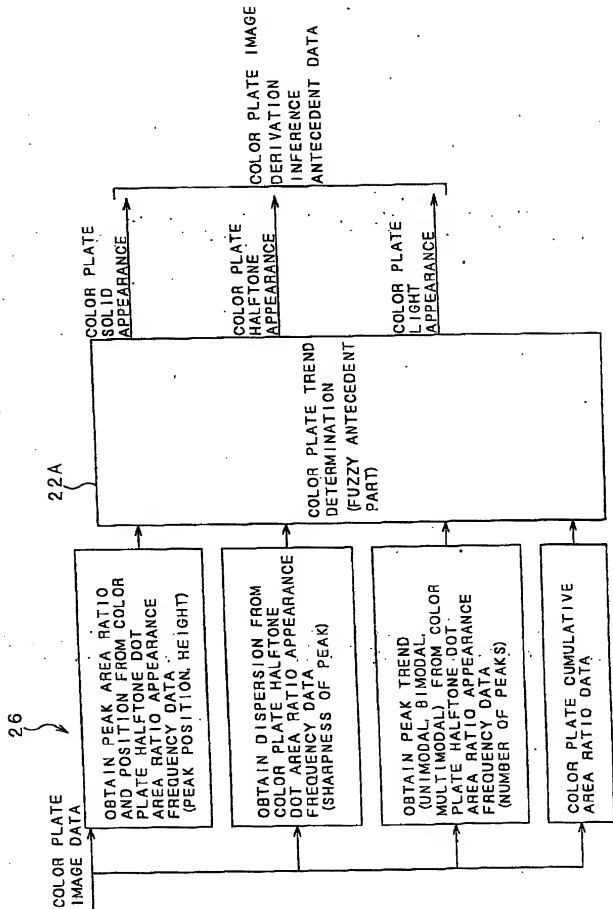 26
COLOR PLATE
IMAGE DATA
OBTAIN PEAK AREA RATIO
AND POSITION FROM COLOR
PLATE HALFTONE DOT
AREA RATIO APPEARANCE
FREQUENCY DATA
(PEAK POSITION, HEIGHT)
OBTAIN DISPERSION FROM
COLOR PLATE HALFTONE
DOT AREA RATIO APPEARANCE
FREQUENCY DATA
(SHARPNESS OF PEAK)
OBTAIN PEAK TREND
(UNIMODAL, BIMODAL,
MULTIMODAL) FROM COLOR
PLATE HALFTONE DOT
AREA RATIO APPEARANCE
FREQUENCY DATA
(NUMBER OF PEAKS)
COLOR PLATE CUMULATIVE
AREA RATIO DATA
22A
COLOR PLATE TREND
DETERMINATION
(FUZZY ANTECEDENT
PART)
COLOR PLATE
SOLID
APPEARANCE
COLOR PLATE
HALFTONE
APPEARANCE
COLOR PLATE
LIGHT
APPEARANCE
COLOR PLATE IMAGE
DERIVATION
INFERENCE
ANTECEDENT DATA